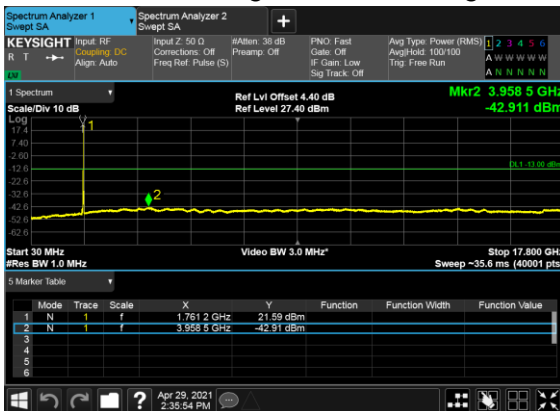 Spectrum Analyzer 1
Swept SA
Spectrum Analyzer 2
Swept SA
+
KEYSIGHT
R T
Input: RF
Coupling: DC
Align: Auto
Input Z: 50 Ω
Corrections: Off
Freq Ref: Pulse (S)
#Atten: 38 dB
Preamp: Off
PNO: Fast
Gate: Off
IF Gain: Low
Sig Track: Off
Avg Type: Power (RMS)
Avg|Hold: 100/100
Trig: Free Run
1 2 3 4 5 6
A W W W W W
A N N N N N
1 Spectrum
Scale/Div 10 dB
Ref Lvl Offset 4.40 dB
Ref Level 27.40 dBm
Mkr2 3.958 5 GHz
-42.911 dBm
Log
17.4
7.40
-2.60
-12.6
-22.6
-32.6
-42.6
-52.6
-62.6
1
2
DL1 -13.00 dBm
Start 30 MHz
#Res BW 1.0 MHz
Video BW 3.0 MHz*
Stop 17.800 GHz
Sweep ~35.6 ms (40001 pts)
5 Marker Table
Mode Trace Scale X Y Function Function Width Function Value
1 N 1 f 1.761 2 GHz 21.59 dBm
2 N 1 f 3.958 5 GHz -42.91 dBm
3
4
5
6
?
Apr 29, 2021
2:35:54 PM